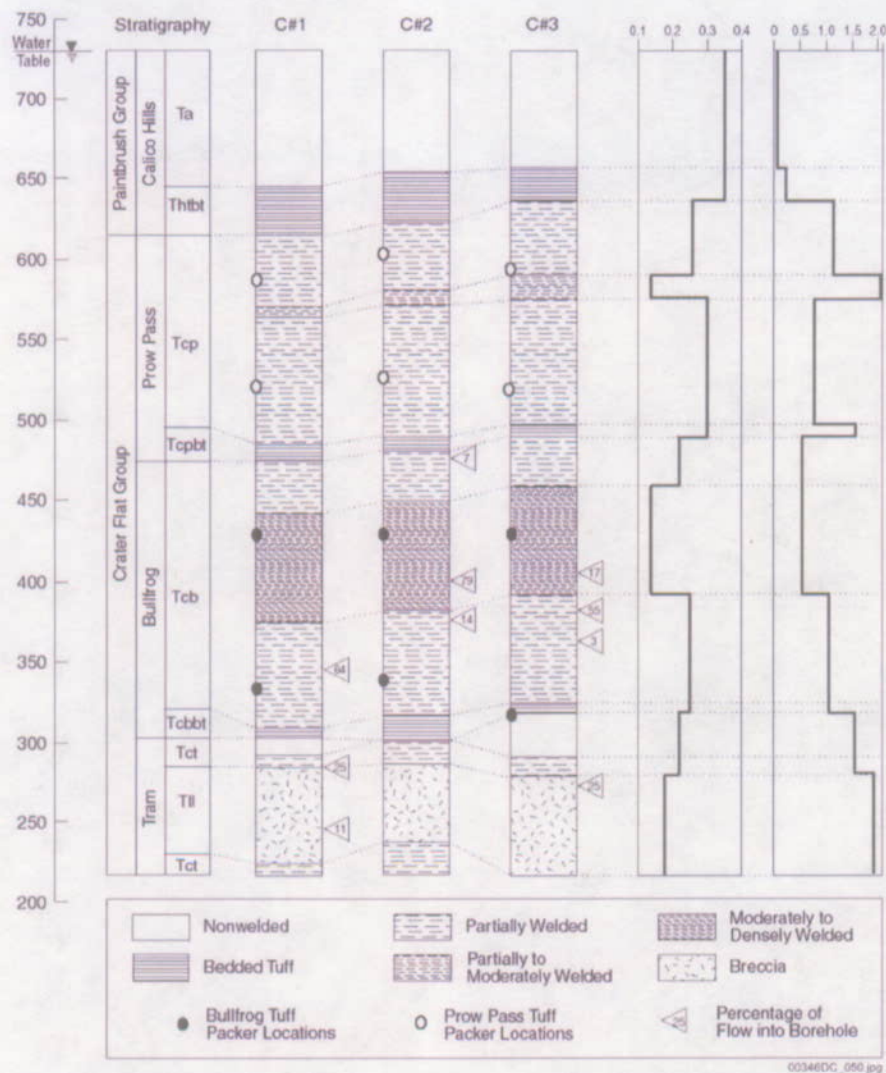 750
Stratigraphy
C#1
C#2
C#3
0.1 0.2 0.3 0.4
0 0.5 1.0 1.5 2.0
Water
Table
700
650
600
550
500
450
400
350
300
250
200
Paintbrush Group
Calico Hills
Ta
Thtbt
Crater Flat Group
Prow Pass
Tcp
Tcpbt
Bullfrog
Tcb
Tcbbt
Tram
Tct
Tll
Tct
7
79
14
17
3
11
25
Nonwelded
Partially Welded
Moderately to
Densely Welded
Bedded Tuff
Partially to
Moderately Welded
Breccia
Bullfrog Tuff
Packer Locations
Prow Pass Tuff
Packer Locations
Percentage of
Flow into Borehole
00346DC_050.jpg